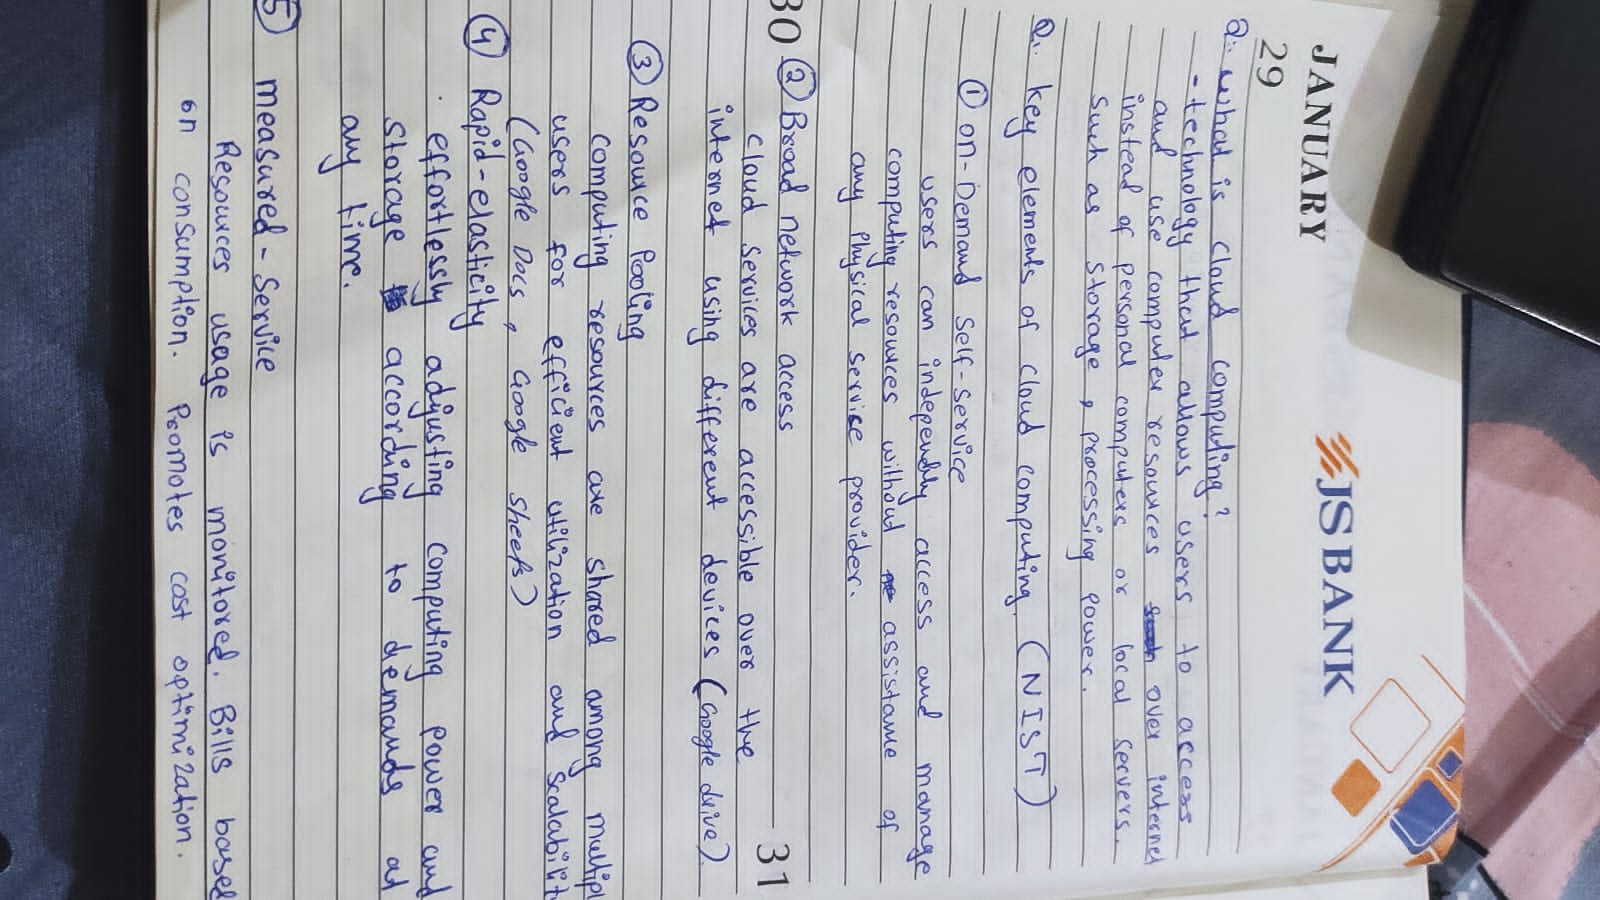 JANUARY JS BANK
29
Q:- What is cloud computing?
- technology that allows users to access
and use computer resources over internet
instead of personal computers or local servers.
such as storage, processing power.
Q:- Key elements of cloud computing (NIST)
① on-Demand Self-Service
users can independly access and manage
computing resources without assistance of
any physical service provider.
30 31
② Broad network access
cloud services are accessible over the
internet using different devices (Google drive)
③ Resource Pooling
computing resources are shared among multipl
users for efficient utilization and scalabilit
(Google Docs, Google Sheets)
④ Rapid-elasticity
effortlessly adjusting computing power and
storage according to demands at
any time.
⑤ measured-Service
Resources usage is monitored. Bills based
on consumption. Promotes cost optimization.